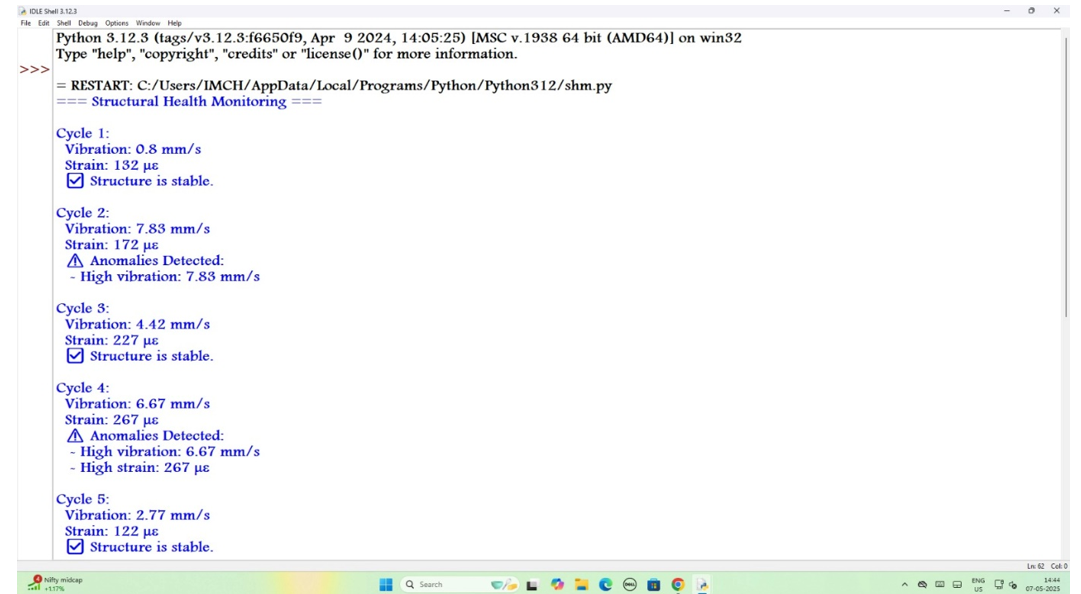 IDLE Shell 3.12.3
File Edit Shell Debug Options Window Help
Python 3.12.3 (tags/v3.12.3:f6650f9, Apr 9 2024, 14:05:25) [MSC v.1938 64 bit (AMD64)] on win32
Type "help", "copyright", "credits" or "license()" for more information.
>>>
= RESTART: C:/Users/IMCH/AppData/Local/Programs/Python/Python312/shm.py
=== Structural Health Monitoring ===
Cycle 1:
Vibration: 0.8 mm/s
Strain: 132 με
☑ Structure is stable.
Cycle 2:
Vibration: 7.83 mm/s
Strain: 172 με
⚠ Anomalies Detected:
- High vibration: 7.83 mm/s
Cycle 3:
Vibration: 4.42 mm/s
Strain: 227 με
☑ Structure is stable.
Cycle 4:
Vibration: 6.67 mm/s
Strain: 267 με
⚠ Anomalies Detected:
- High vibration: 6.67 mm/s
- High strain: 267 με
Cycle 5:
Vibration: 2.77 mm/s
Strain: 122 με
☑ Structure is stable.
Ln: 62 Col: 0
4
Nifty midcap
+1.17%
Search
DELL
ENG
US
14:44
07-05-2025